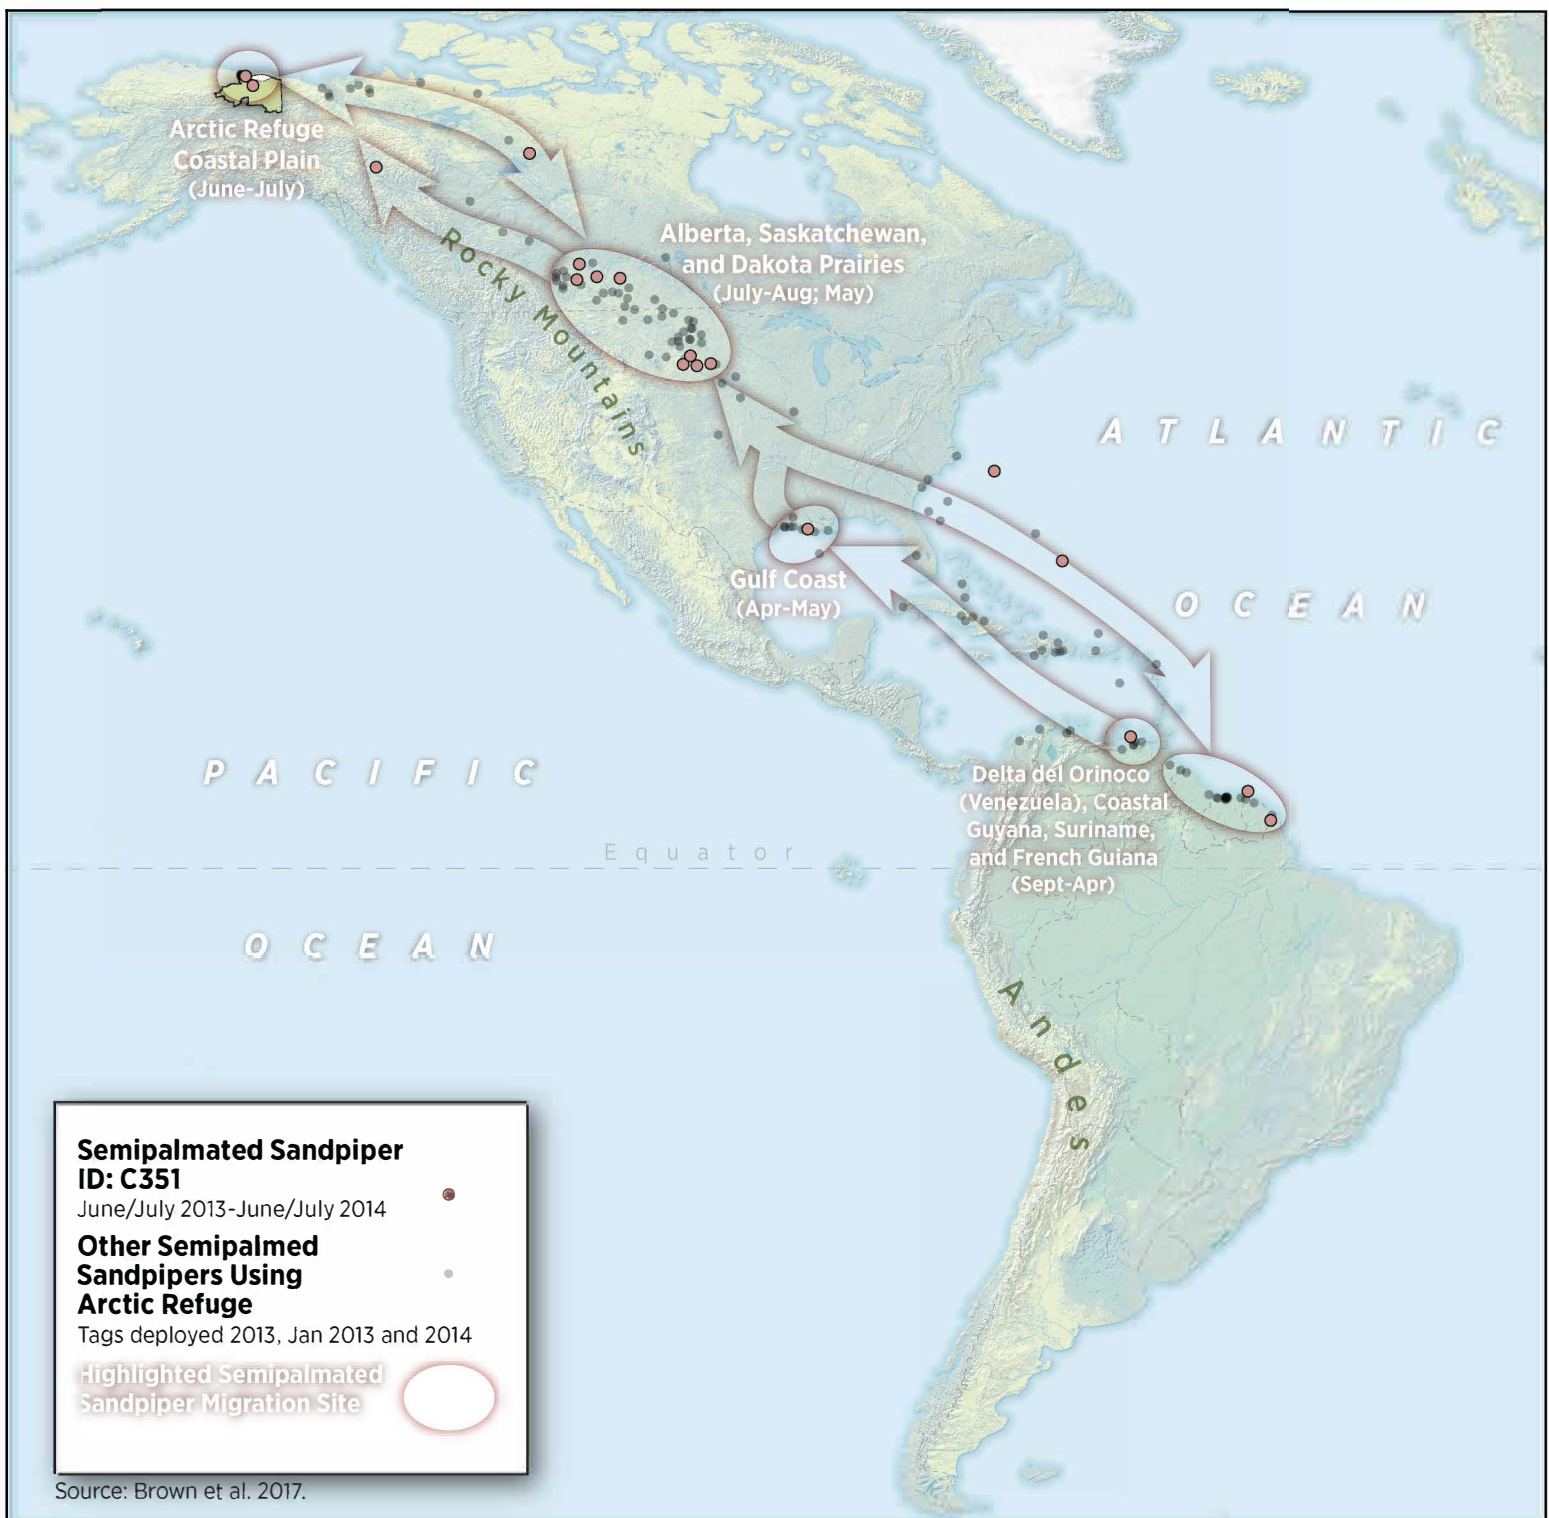 Arctic Refuge
Coastal Plain
(June-July)
Alberta, Saskatchewan,
and Dakota Prairies
(July-Aug; May)
Rocky Mountains
ATLANTIC
OCEAN
Gulf Coast
(Apr-May)
PACIFIC
OCEAN
Delta del Orinoco
(Venezuela), Coastal
Guyana, Suriname,
and French Guiana
(Sept-Apr)
Equator
Andes
Semipalmated Sandpiper
ID: C351
June/July 2013-June/July 2014
Other Semipalmed
Sandpipers Using
Arctic Refuge
Tags deployed 2013, Jan 2013 and 2014
Highlighted Semipalmated
Sandpiper Migration Site
Source: Brown et al. 2017.